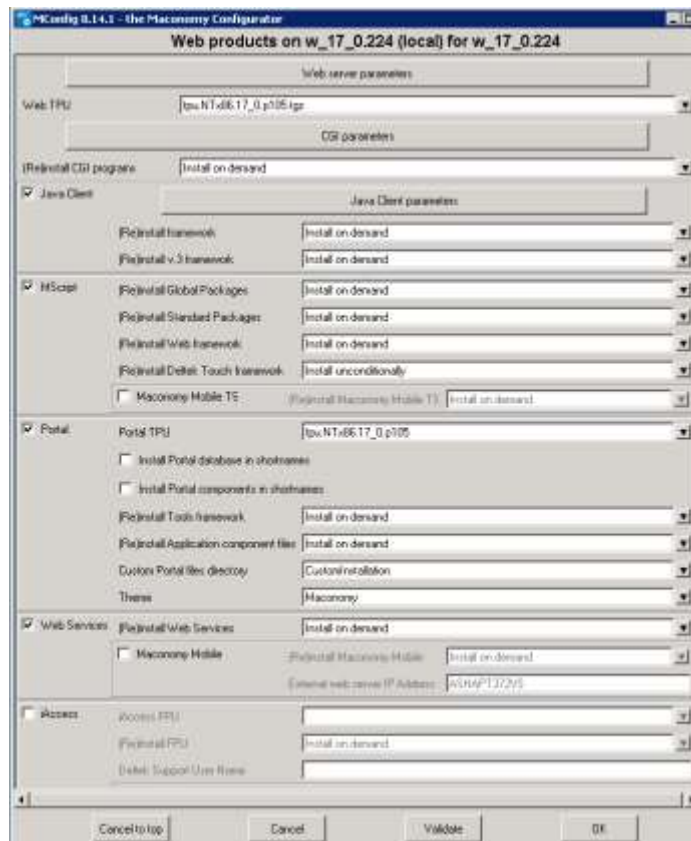 MConfig 8.14.1 - the Maconomy Configurator
Web products on w_17_0.224 (local) for w_17_0.224
Web server parameters
Web TPU tpu.NTx86.17_0.p105.tgz
CGI parameters
(Re)install CGI programs Install on demand
Java Client Java Client parameters
(Re)install framework Install on demand
(Re)install v.3 framework Install on demand
MScript (Re)install Global Packages Install on demand
(Re)install Standard Packages Install on demand
(Re)install Web framework Install on demand
(Re)install Deltek Touch framework Install unconditionally
Maconomy Mobile TS (Re)install Maconomy Mobile TS Install on demand
Portal Portal TPU tpu.NTx86.17_0.p105
Install Portal database in shortnames
Install Portal components in shortnames
(Re)install Tools framework Install on demand
(Re)install Application component files Install on demand
Custom Portal files directory CustomInstallation
Theme Maconomy
Web Services (Re)install Web Services Install on demand
Maconomy Mobile (Re)install Maconomy Mobile Install on demand
External web server IP Address ASHAPT372VS
iAccess iAccess FPU
(Re)install FPU Install on demand
Deltek Support User Name
Cancel to top Cancel Validate OK